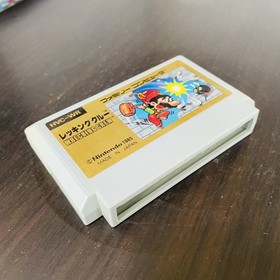 HVC-WR
ファミリーコンピュータ
レッキングクルー
WRECKING CREW
©Nintendo 1985
MADE IN JAPAN